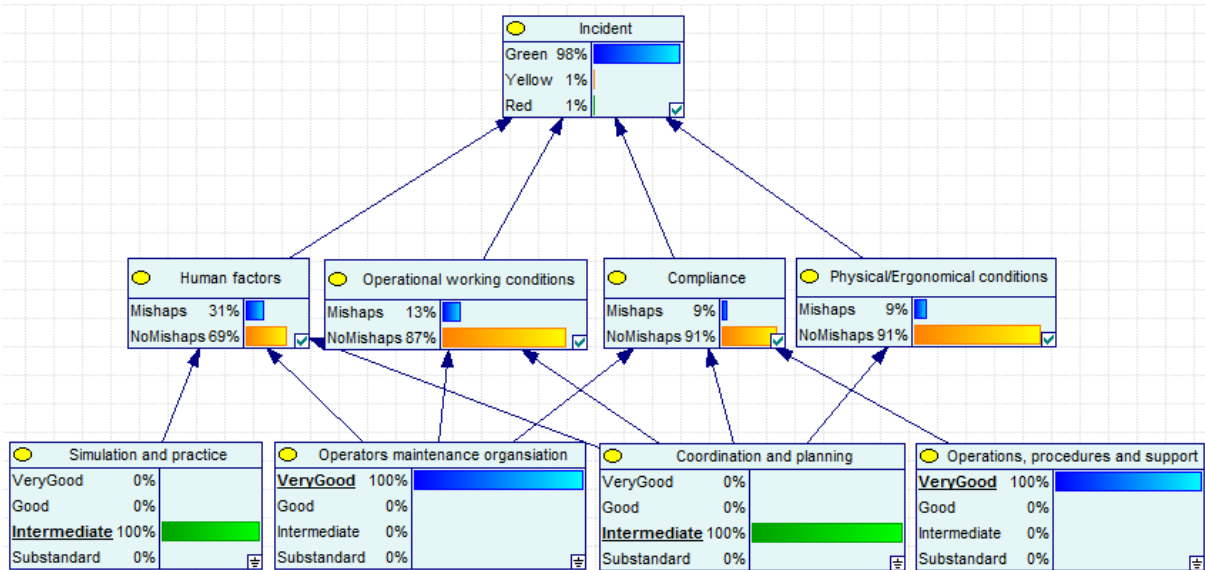 Incident
Green 98%
Yellow 1%
Red 1%
Human factors
Mishaps 31%
NoMishaps 69%
Operational working conditions
Mishaps 13%
NoMishaps 87%
Compliance
Mishaps 9%
NoMishaps 91%
Physical/Ergonomical conditions
Mishaps 9%
NoMishaps 91%
Simulation and practice
VeryGood 0%
Good 0%
Intermediate 100%
Substandard 0%
Operators maintenance organsiation
VeryGood 100%
Good 0%
Intermediate 0%
Substandard 0%
Coordination and planning
VeryGood 0%
Good 0%
Intermediate 100%
Substandard 0%
Operations, procedures and support
VeryGood 100%
Good 0%
Intermediate 0%
Substandard 0%